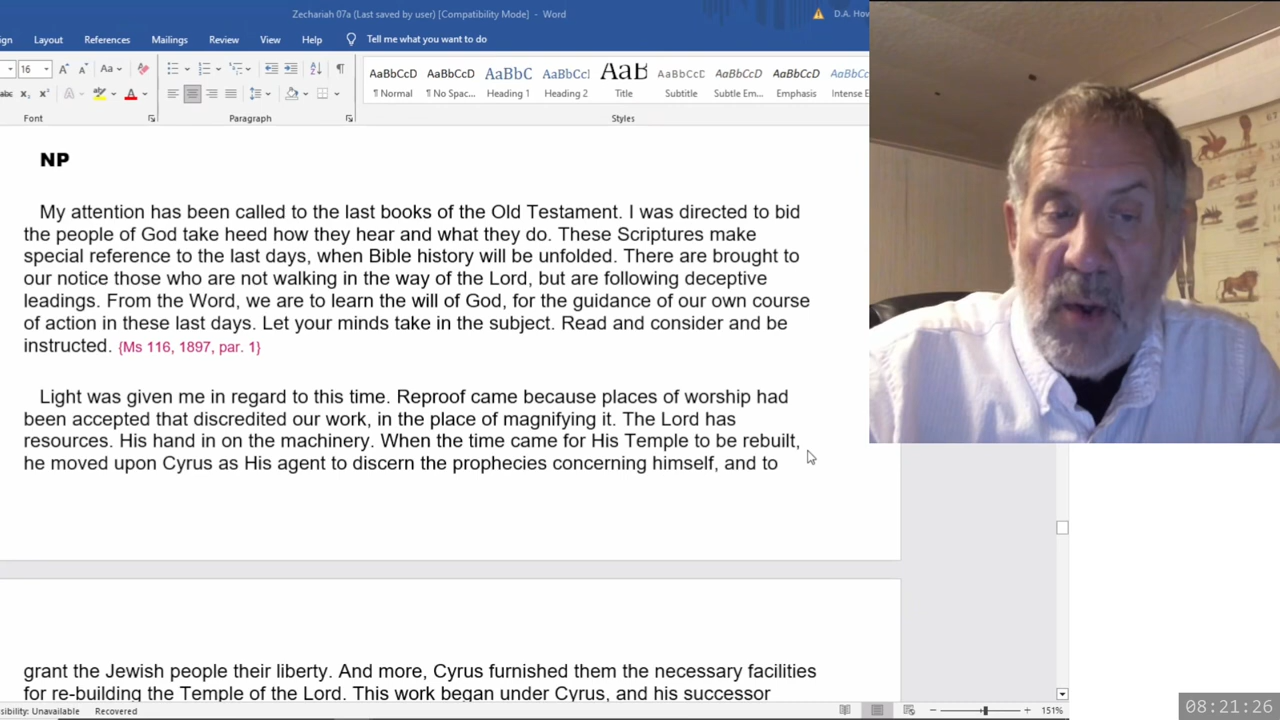 Zechariah 07a (Last saved by user) [Compatibility Mode] - Word
D.A. How
ign Layout References Mailings Review View Help Tell me what you want to do
16 Aa
abc x₂ x² A A
Font Paragraph Styles
AaBbCcD AaBbCcD AaBbC AaBbCcI AaB AaBbCcD AaBbCcD AaBbCcD AaBbCc
¶ Normal ¶ No Spac... Heading 1 Heading 2 Title Subtitle Subtle Em... Emphasis Intense E
NP
My attention has been called to the last books of the Old Testament. I was directed to bid
the people of God take heed how they hear and what they do. These Scriptures make
special reference to the last days, when Bible history will be unfolded. There are brought to
our notice those who are not walking in the way of the Lord, but are following deceptive
leadings. From the Word, we are to learn the will of God, for the guidance of our own course
of action in these last days. Let your minds take in the subject. Read and consider and be
instructed. {Ms 116, 1897, par. 1}
Light was given me in regard to this time. Reproof came because places of worship had
been accepted that discredited our work, in the place of magnifying it. The Lord has
resources. His hand in on the machinery. When the time came for His Temple to be rebuilt,
he moved upon Cyrus as His agent to discern the prophecies concerning himself, and to
grant the Jewish people their liberty. And more, Cyrus furnished them the necessary facilities
for re-building the Temple of the Lord. This work began under Cyrus, and his successor
sibility: Unavailable Recovered
151%
08:21:26